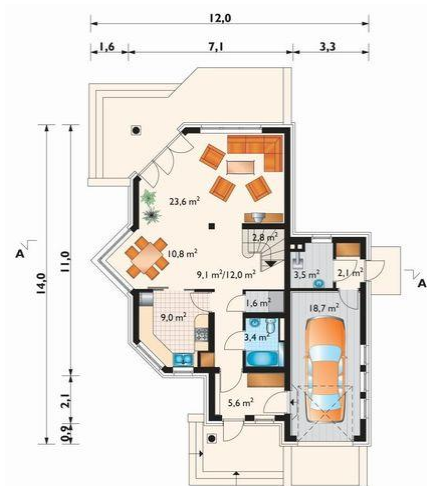 12,0
1,6 7,1 3,3
23,6 m²
2,8 m²
10,8 m²
A
9,1 m²/12,0 m²
3,5 m²
2,1 m²
A
14,0
11,0
1,6 m²
18,7 m²
9,0 m²
3,4 m²
5,6 m²
2,1
0,9